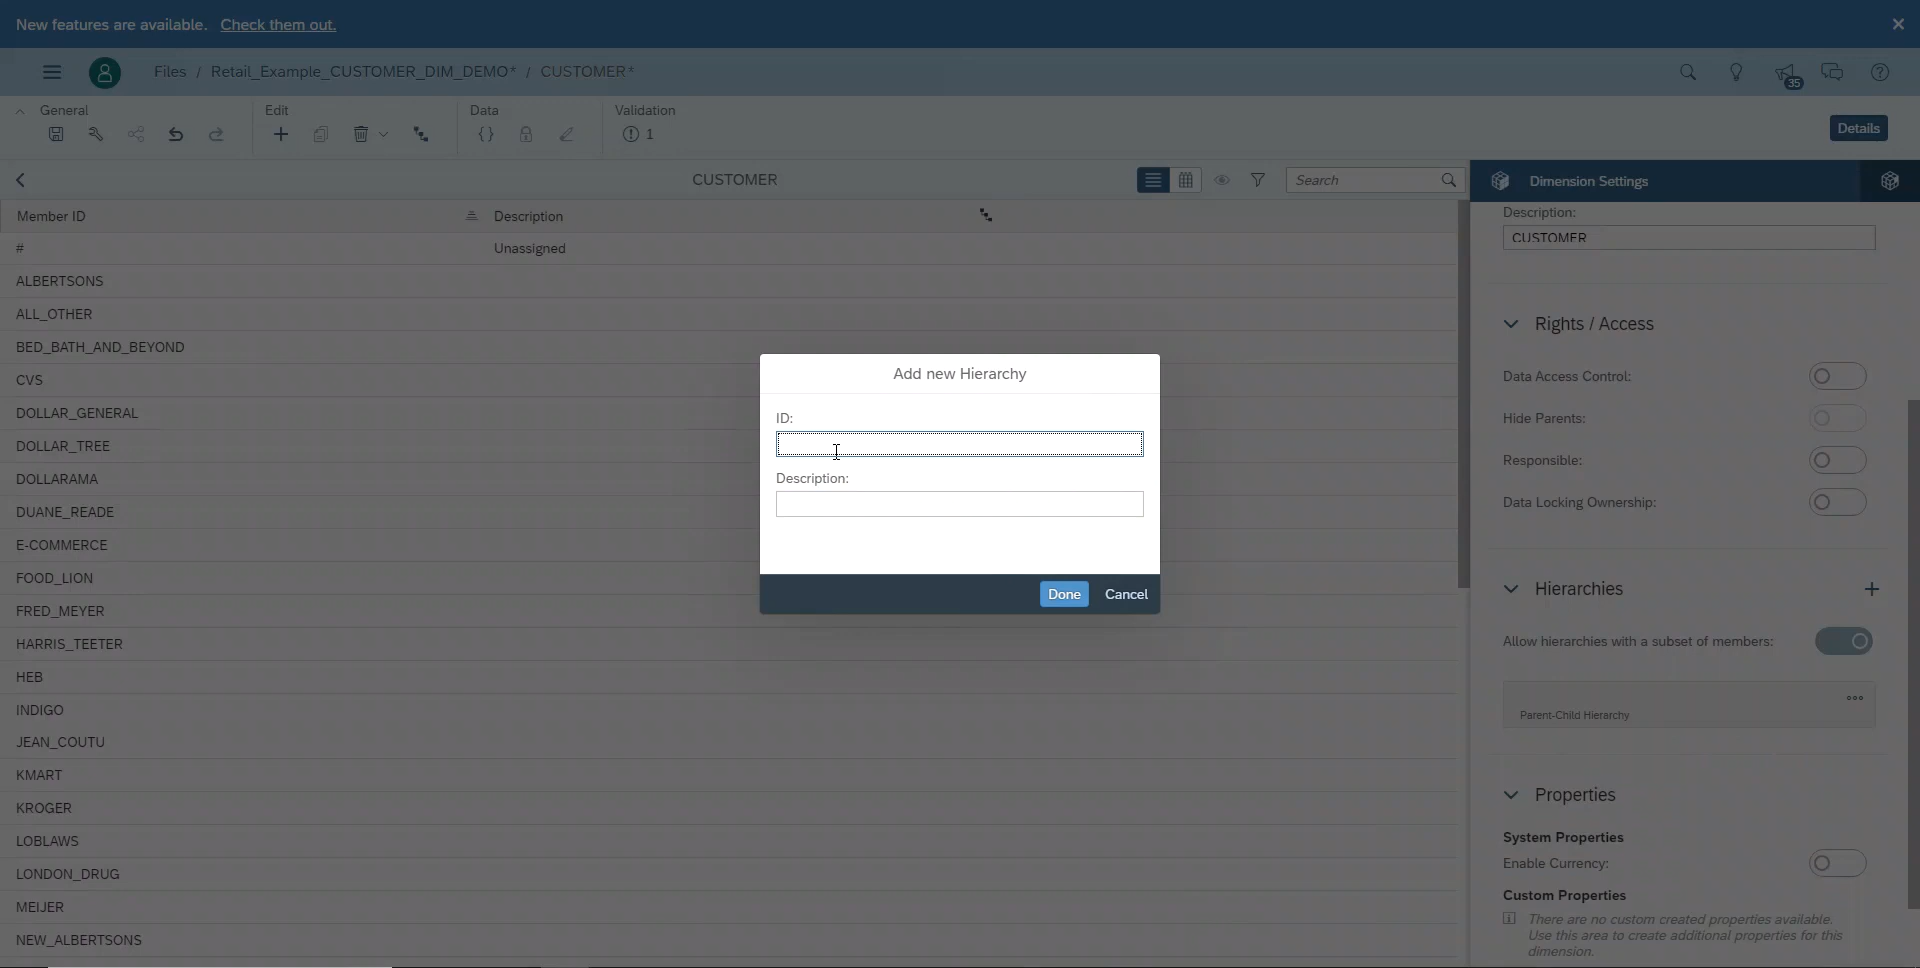 New features are available. Check them out.
Files / Retail_Example_CUSTOMER_DIM_DEMO* / CUSTOMER*
35
General
Edit
Data
Validation
1
Details
CUSTOMER
Search
Dimension Settings
Member ID
Description
# Unassigned
ALBERTSONS
ALL_OTHER
BED_BATH_AND_BEYOND
CVS
DOLLAR_GENERAL
DOLLAR_TREE
DOLLARAMA
DUANE_READE
E-COMMERCE
FOOD_LION
FRED_MEYER
HARRIS_TEETER
HEB
INDIGO
JEAN_COUTU
KMART
KROGER
LOBLAWS
LONDON_DRUG
MEIJER
NEW_ALBERTSONS
Add new Hierarchy
ID:
Description:
Done
Cancel
Description:
CUSTOMER
Rights / Access
Data Access Control:
Hide Parents:
Responsible:
Data Locking Ownership:
Hierarchies
Allow hierarchies with a subset of members:
Parent-Child Hierarchy
Properties
System Properties
Enable Currency:
Custom Properties
There are no custom created properties available.
Use this area to create additional properties for this
dimension.